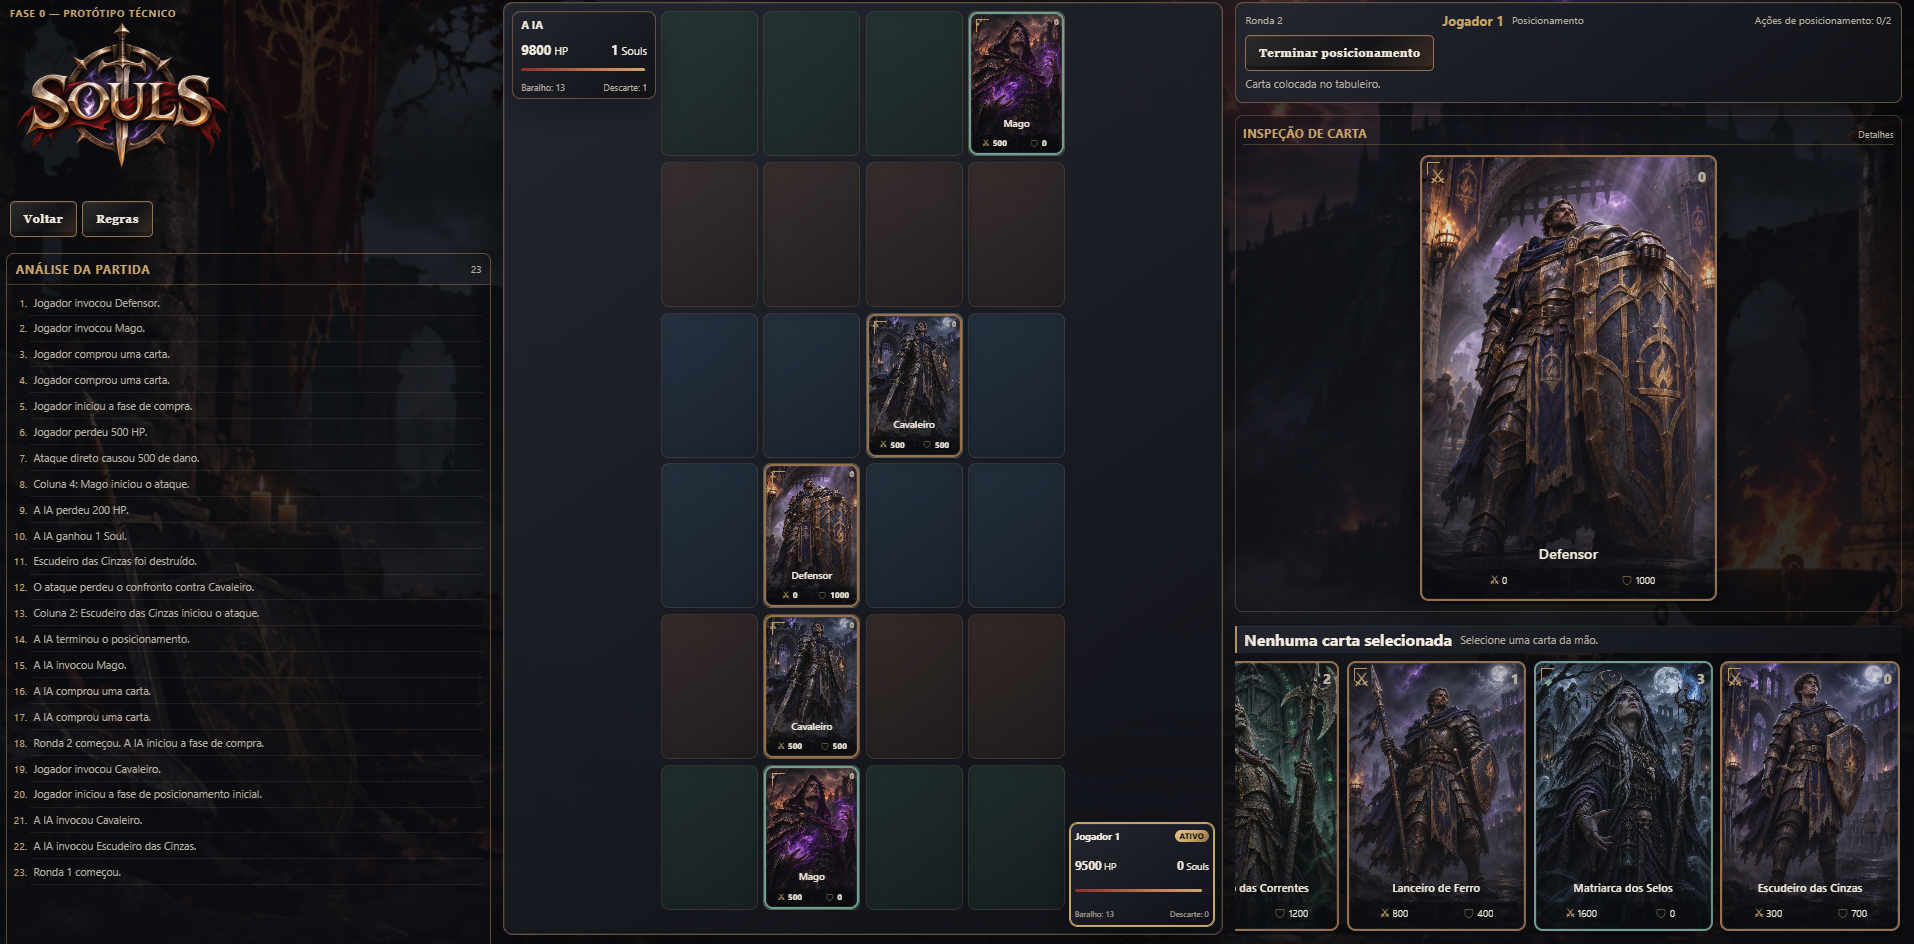 FASE 0 — PROTÓTIPO TÉCNICO
SOULS
Voltar
Regras
ANÁLISE DA PARTIDA
23
1. Jogador invocou Defensor.
2. Jogador invocou Mago.
3. Jogador comprou uma carta.
4. Jogador comprou uma carta.
5. Jogador iniciou a fase de compra.
6. Jogador perdeu 500 HP.
7. Ataque direto causou 500 de dano.
8. Coluna 4: Mago iniciou o ataque.
9. A IA perdeu 200 HP.
10. A IA ganhou 1 Soul.
11. Escudeiro das Cinzas foi destruído.
12. O ataque perdeu o confronto contra Cavaleiro.
13. Coluna 2: Escudeiro das Cinzas iniciou o ataque.
14. A IA terminou o posicionamento.
15. A IA invocou Mago.
16. A IA comprou uma carta.
17. A IA comprou uma carta.
18. Ronda 2 começou. A IA iniciou a fase de compra.
19. Jogador invocou Cavaleiro.
20. Jogador iniciou a fase de posicionamento inicial.
21. A IA invocou Cavaleiro.
22. A IA invocou Escudeiro das Cinzas.
23. Ronda 1 começou.
A IA
9800 HP 1 Souls
Baralho: 13 Descarte: 1
0
Mago
500 0
0
Cavaleiro
500 500
0
Defensor
0 1000
0
Cavaleiro
500 500
0
Mago
500 0
Jogador 1 ATIVO
9500 HP 0 Souls
Baralho: 13 Descarte: 0
Ronda 2 Jogador 1 Posicionamento Ações de posicionamento: 0/2
Terminar posicionamento
Carta colocada no tabuleiro.
INSPEÇÃO DE CARTA Detalhes
0
Defensor
0 1000
Nenhuma carta selecionada Selecione uma carta da mão.
2
das Correntes
1200
1
Lanceiro de Ferro
800 400
3
Matriarca dos Selos
1600 0
0
Escudeiro das Cinzas
300 700